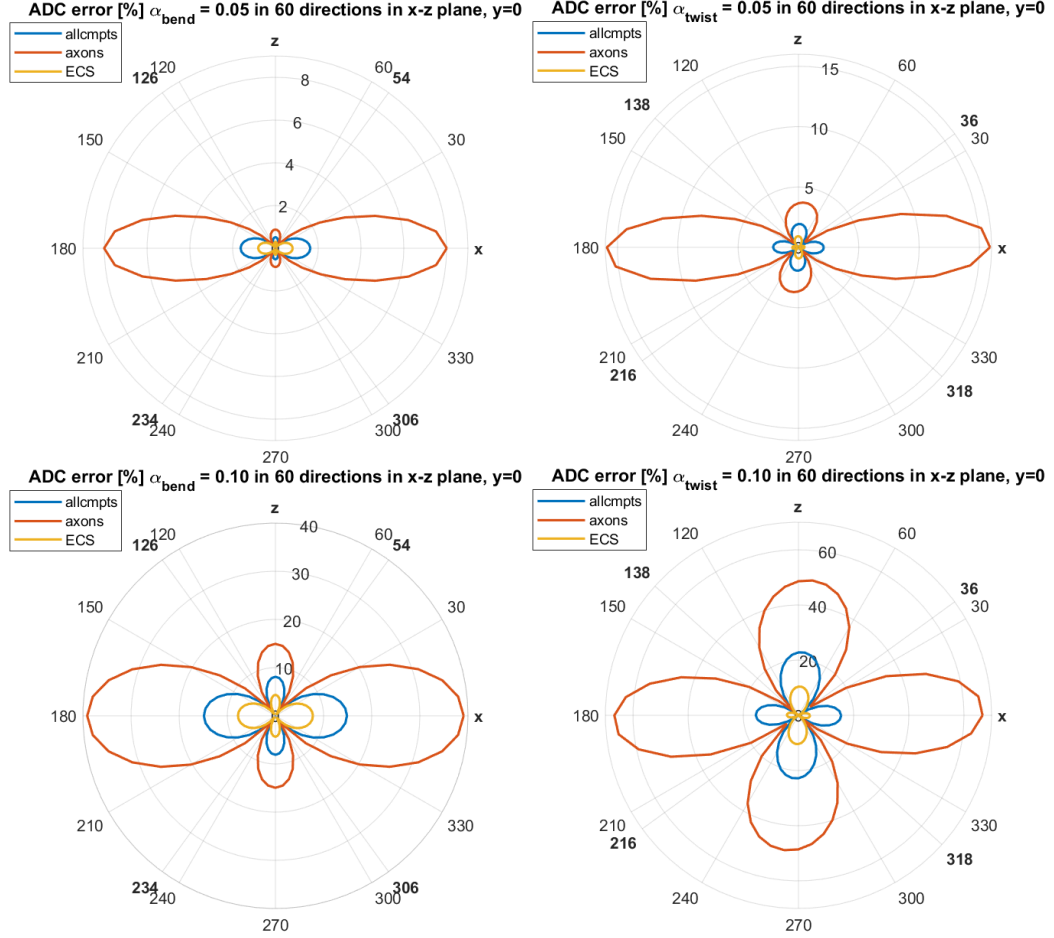 ADC error [%] α_bend = 0.05 in 60 directions in x-z plane, y=0
allcmpts
axons
ECS
z
126
120
60
54
8
150
6
30
4
2
180
x
210
330
234
240
306
300
270
ADC error [%] α_twist = 0.05 in 60 directions in x-z plane, y=0
allcmpts
axons
ECS
z
120
60
15
138
36
150
10
30
5
180
x
210
330
216
318
240
300
270
ADC error [%] α_bend = 0.10 in 60 directions in x-z plane, y=0
allcmpts
axons
ECS
z
40
126
120
60
54
30
150
30
20
10
180
x
210
330
234
240
306
300
270
ADC error [%] α_twist = 0.10 in 60 directions in x-z plane, y=0
allcmpts
axons
ECS
z
120
60
60
138
36
150
40
30
20
180
x
210
330
216
318
240
300
270